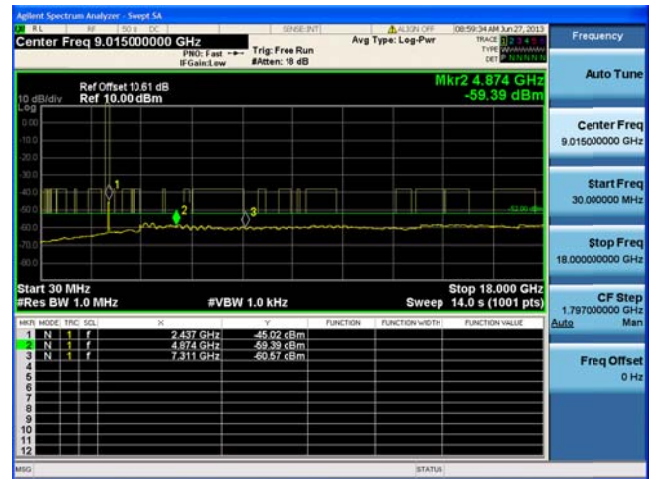 Agilent Spectrum Analyzer - Swept SA
RL RF 50 Ω DC SENSE:INT ALIGN OFF 08:59:34 AM Jun 27, 2013
Center Freq 9.015000000 GHz
PNO: Fast Trig: Free Run
IFGain:Low #Atten: 18 dB
Avg Type: Log-Pwr
TRACE 1 2 3 4 5 6
TYPE
DET P N N N N N
Ref Offset 10.61 dB
10 dB/div Ref 10.00 dBm
Log
Mkr2 4.874 GHz
-59.39 dBm
0.00
-10.0
-20.0
-30.0
-40.0
-50.0
-60.0
-70.0
-80.0
1
2
3
-52.00 dBm
Start 30 MHz Stop 18.000 GHz
#Res BW 1.0 MHz #VBW 1.0 kHz Sweep 14.0 s (1001 pts)
MKR MODE TRC SCL X Y FUNCTION FUNCTION WIDTH FUNCTION VALUE
1 N 1 f 2.437 GHz -45.02 dBm
2 N 1 f 4.874 GHz -59.39 dBm
3 N 1 f 7.311 GHz -60.57 dBm
4
5
6
7
8
9
10
11
12
MSG STATUS
Frequency
Auto Tune
Center Freq
9.015000000 GHz
Start Freq
30.000000 MHz
Stop Freq
18.000000000 GHz
CF Step
1.797000000 GHz
Auto Man
Freq Offset
0 Hz